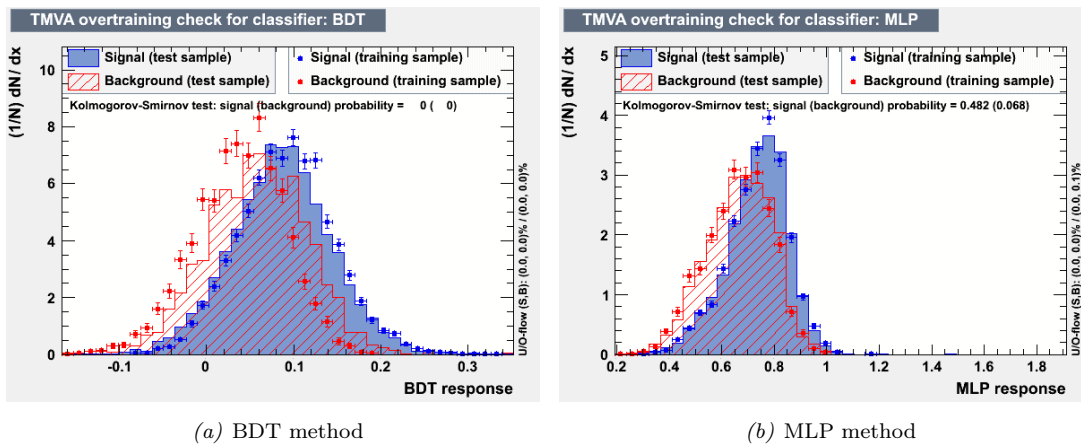 TMVA overtraining check for classifier: BDT
(1/N) dN/ dx
10
8
6
4
2
0
Signal (test sample)
Background (test sample)
Signal (training sample)
Background (training sample)
Kolmogorov-Smirnov test: signal (background) probability = 0 ( 0)
-0.1 0 0.1 0.2 0.3
BDT response
U/O-flow (S,B): (0.0, 0.0)% / (0.0, 0.0)%
(a) BDT method
TMVA overtraining check for classifier: MLP
(1/N) dN/ dx
5
4
3
2
1
0
Signal (test sample)
Background (test sample)
Signal (training sample)
Background (training sample)
Kolmogorov-Smirnov test: signal (background) probability = 0.482 (0.068)
0.2 0.4 0.6 0.8 1 1.2 1.4 1.6 1.8
MLP response
U/O-flow (S,B): (0.0, 0.0)% / (0.0, 0.1)%
(b) MLP method